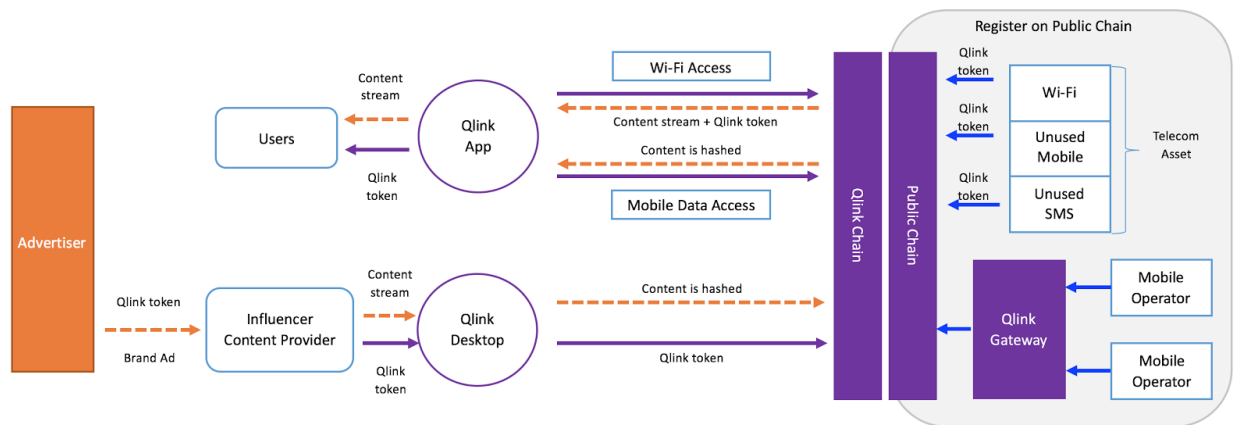 Register on Public Chain
Qlink
token
Wi-Fi Access
Content
stream
Wi-Fi
Qlink
token
Content stream + Qlink token
Users
Qlink
App
Unused
Mobile
Telecom
Asset
Content is hashed
Qlink
token
Qlink
token
Unused
SMS
Mobile Data Access
Qlink Chain
Public Chain
Advertiser
Content
stream
Mobile
Operator
Content is hashed
Qlink token
Influencer
Content Provider
Qlink
Desktop
Qlink
Gateway
Brand Ad
Qlink token
Qlink
token
Mobile
Operator